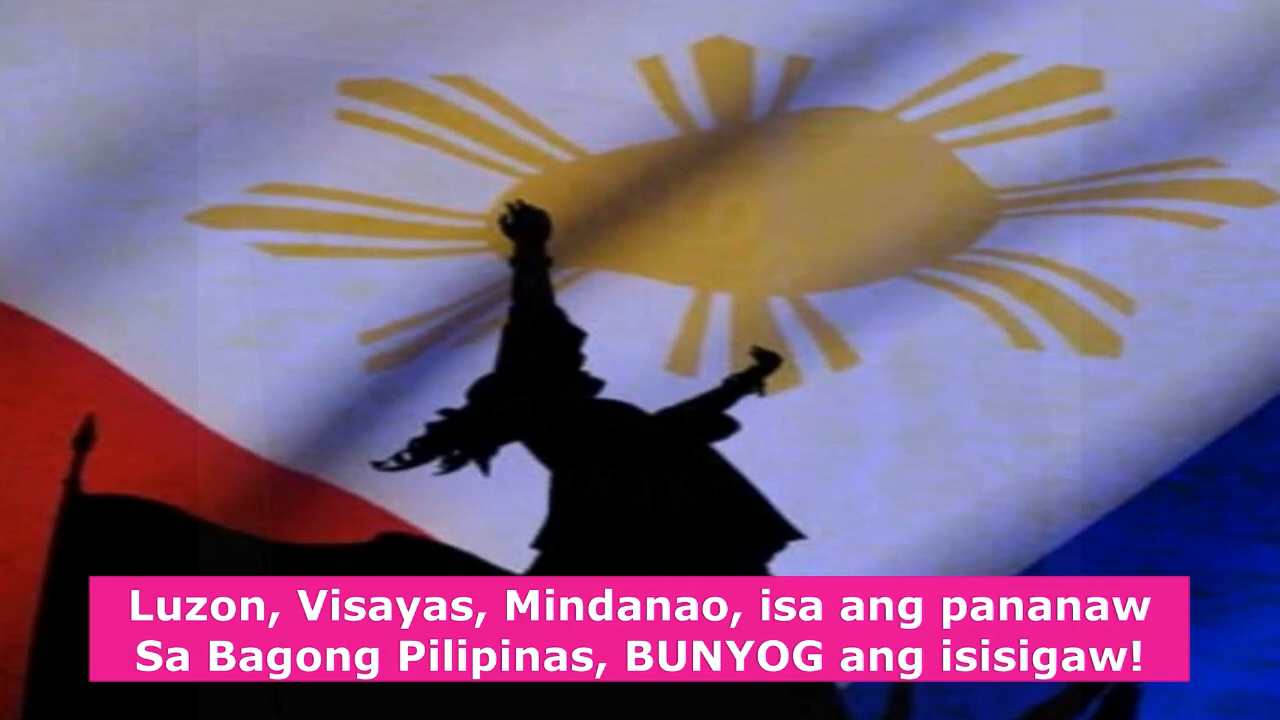 Luzon, Visayas, Mindanao, isa ang pananaw
Sa Bagong Pilipinas, BUNYOG ang isisigaw!